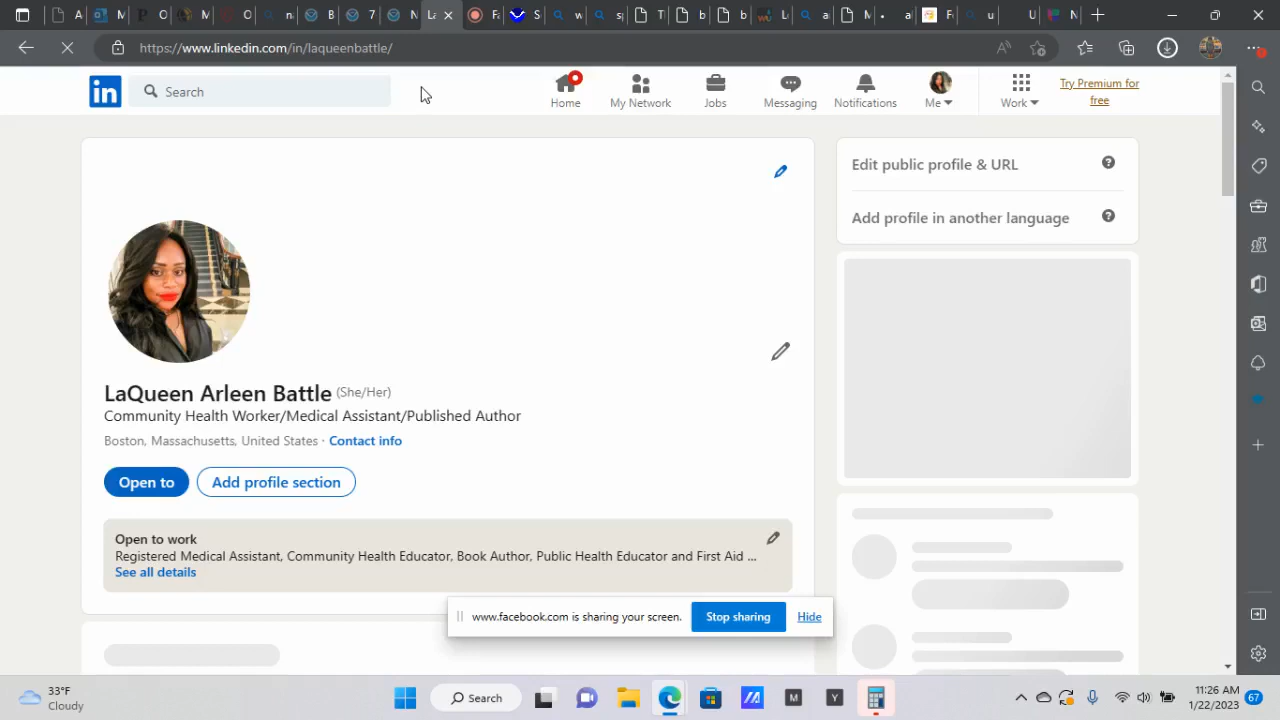 https://www.linkedin.com/in/laqueenbattle/
in
Search
Home
My Network
Jobs
Messaging
Notifications
Me
Work
Try Premium for
free
Edit public profile & URL
Add profile in another language
LaQueen Arleen Battle (She/Her)
Community Health Worker/Medical Assistant/Published Author
Boston, Massachusetts, United States · Contact info
Open to
Add profile section
Open to work
Registered Medical Assistant, Community Health Educator, Book Author, Public Health Educator and First Aid ...
See all details
www.facebook.com is sharing your screen.
Stop sharing
Hide
33°F
Cloudy
Search
M
Y
11:26 AM
1/22/2023
67